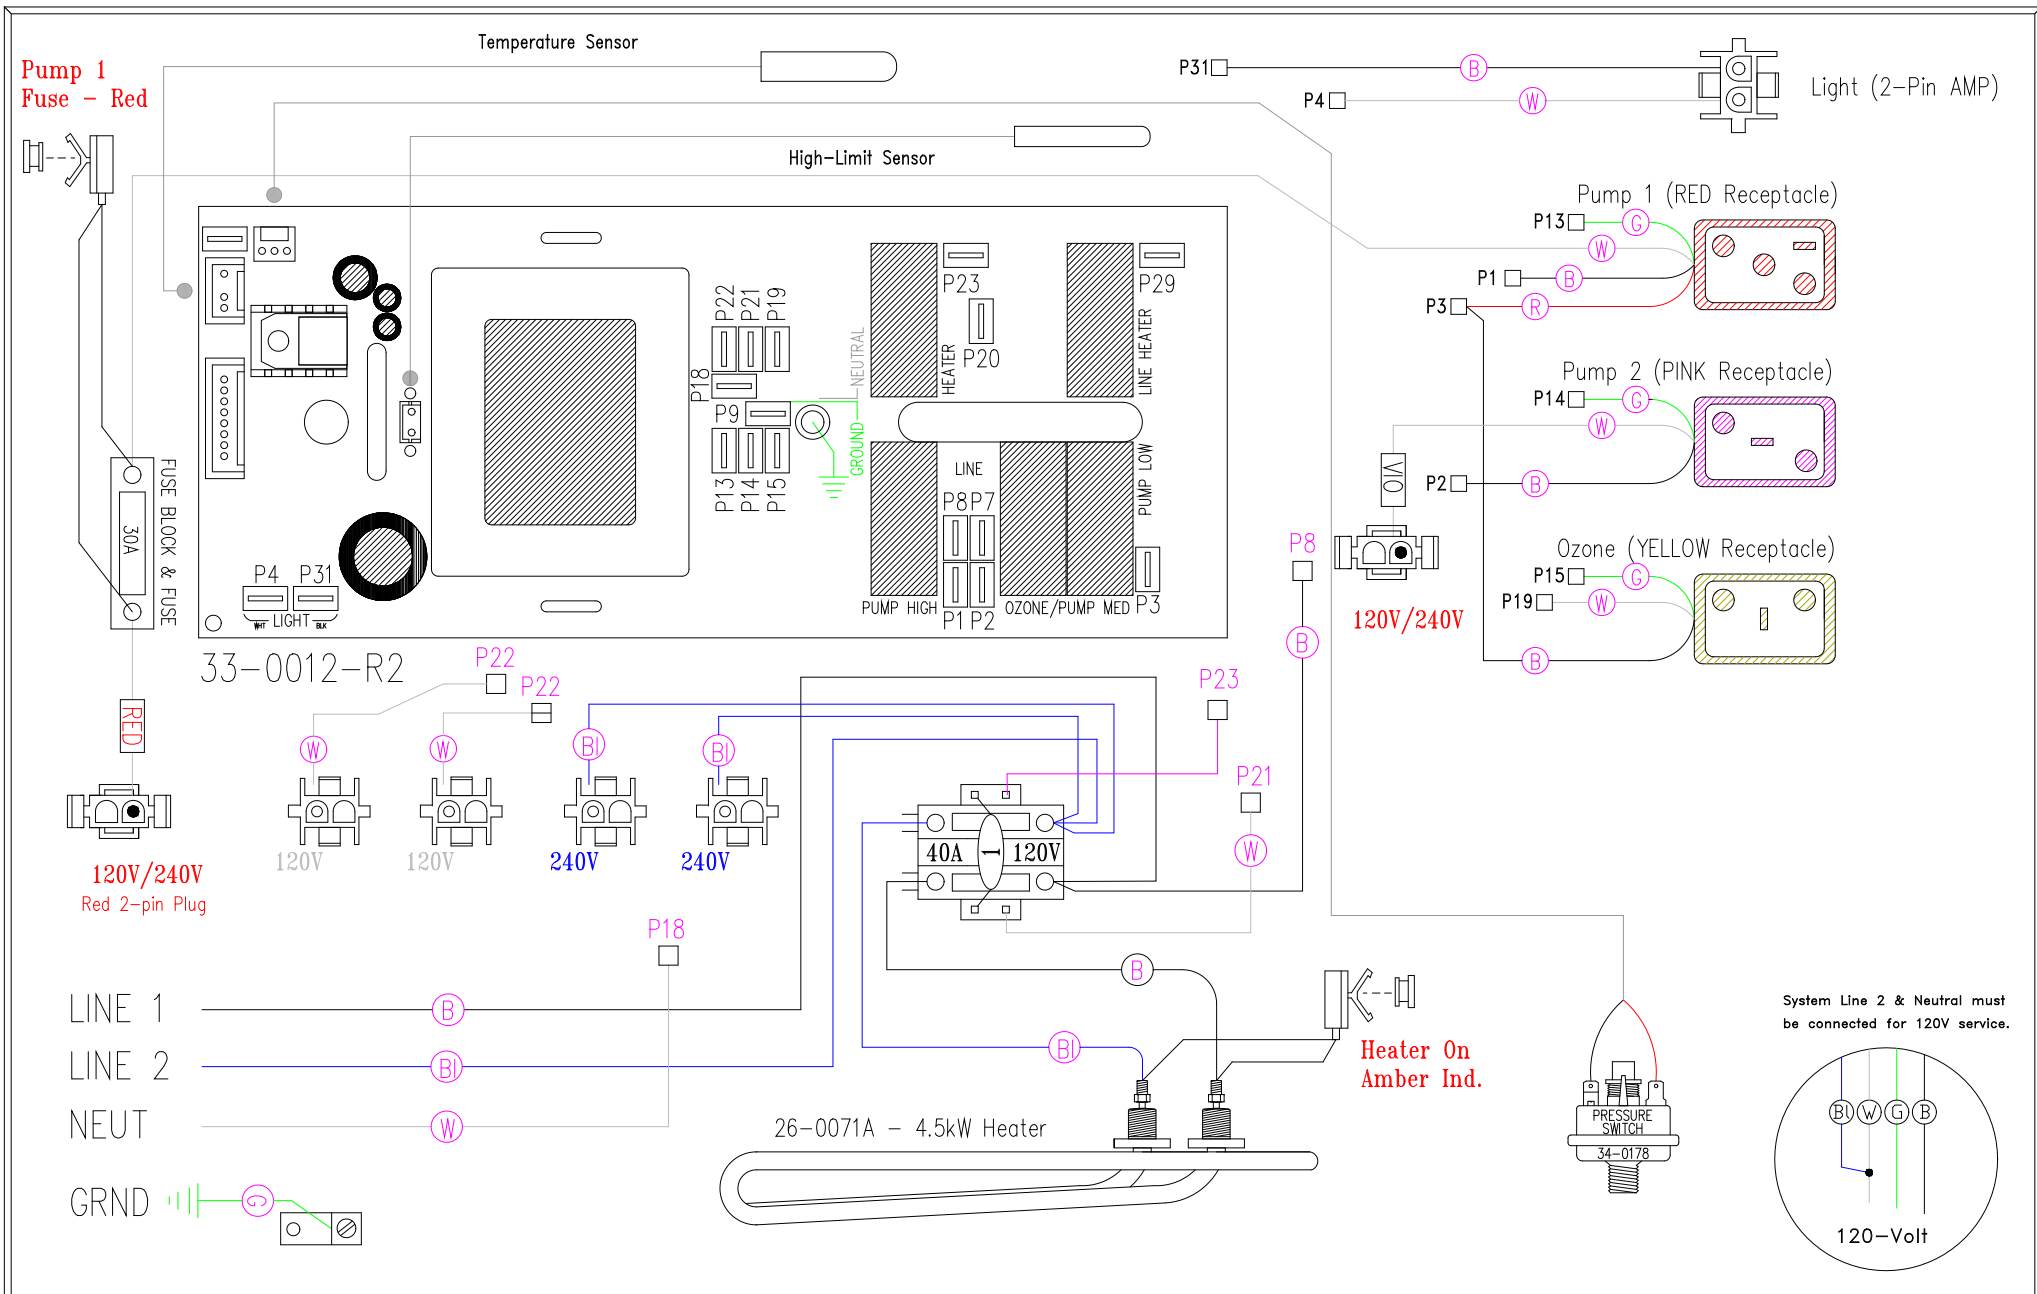 Temperature Sensor
Pump 1
Fuse - Red
High-Limit Sensor
P31
B
P4
W
Light (2-Pin AMP)
Pump 1 (RED Receptacle)
P13
G
W
P1
B
P3
R
Pump 2 (PINK Receptacle)
P14
G
W
P2
B
VIO
120V/240V
Ozone (YELLOW Receptacle)
P15
G
P19
W
B
P22
P21
P19
P18
P9
P13
P14
P15
NEUTRAL
GROUND
P23
P20
HEATER
P29
LINE HEATER
LINE
P8
P7
PUMP LOW
PUMP HIGH
P1
P2
OZONE/PUMP MED
P3
P4
P31
WHT
LIGHT
BLK
33-0012-R2
30A
FUSE BLOCK & FUSE
RED
120V/240V
Red 2-pin Plug
P22
P22
W
W
Bl
Bl
120V
120V
240V
240V
P23
P21
W
P8
B
40A
1
120V
P18
LINE 1
B
LINE 2
Bl
NEUT
W
GRND
G
B
Bl
Heater On
Amber Ind.
26-0071A - 4.5kW Heater
PRESSURE
SWITCH
34-0178
System Line 2 & Neutral must
be connected for 120V service.
Bl
W
G
B
120-Volt